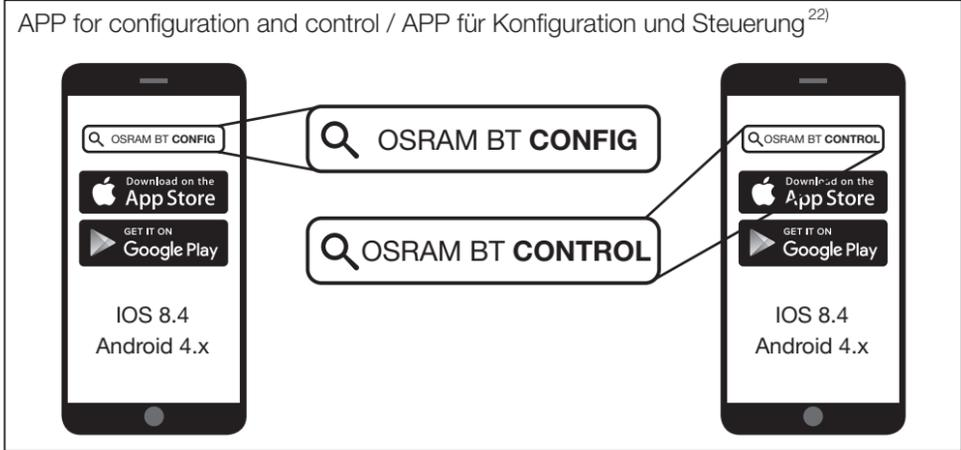 APP for configuration and control / APP für Konfiguration und Steuerung 22)
OSRAM BT CONFIG
Download on the
App Store
GET IT ON
Google Play
IOS 8.4
Android 4.x
OSRAM BT CONFIG
OSRAM BT CONTROL
OSRAM BT CONTROL
Download on the
App Store
GET IT ON
Google Play
IOS 8.4
Android 4.x